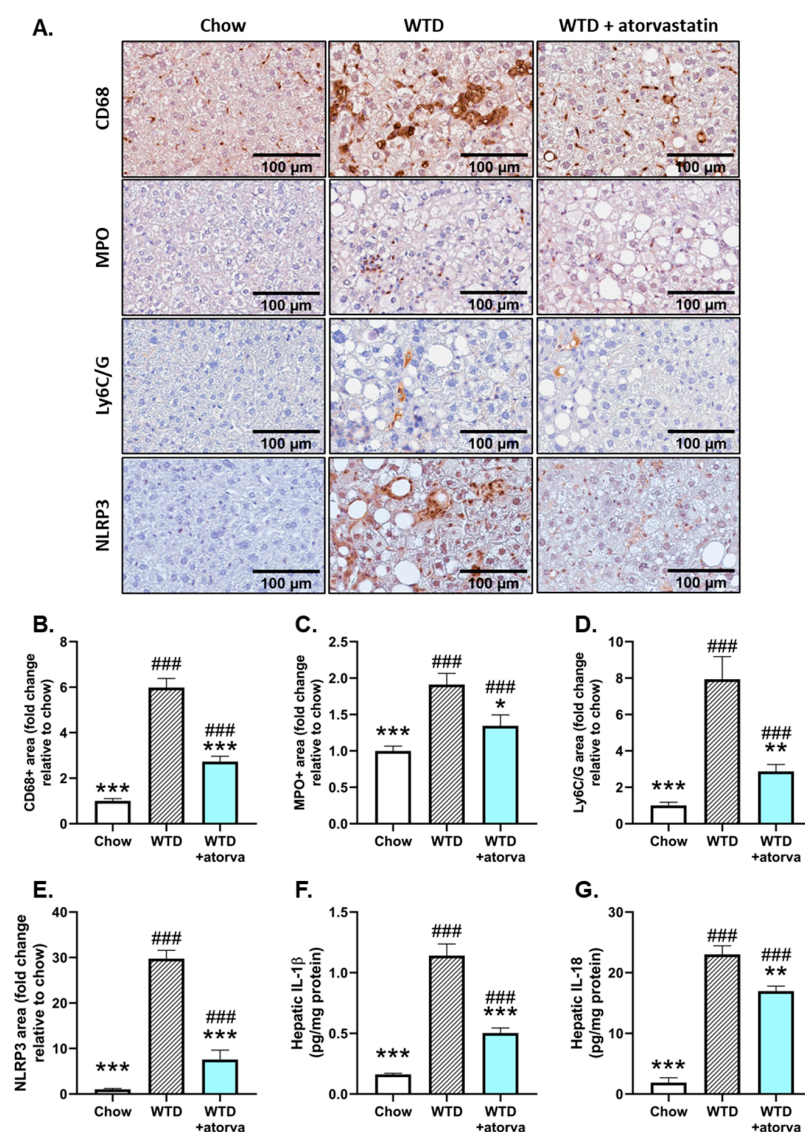 A.
Chow WTD WTD + atorvastatin
CD68
100 µm 100 µm 100 µm
MPO
100 µm 100 µm 100 µm
Ly6C/G
100 µm 100 µm 100 µm
NLRP3
100 µm 100 µm 100 µm
B.
CD68+ area (fold change
relative to chow)
8
6
4
2
0
***
###
###
***
Chow WTD WTD
+atorva
C.
MPO+ area (fold change
relative to chow)
2.5
2.0
1.5
1.0
0.5
0.0
***
###
###
*
Chow WTD WTD
+atorva
D.
Ly6C/G area (fold change
relative to chow)
10
8
6
4
2
0
***
###
###
**
Chow WTD WTD
+atorva
E.
NLRP3 area (fold change
relative to chow)
40
30
20
10
0
***
###
###
***
Chow WTD WTD
+atorva
F.
Hepatic IL-1β
(pg/mg protein)
1.5
1.0
0.5
0.0
***
###
###
***
Chow WTD WTD
+atorva
G.
Hepatic IL-18
(pg/mg protein)
30
20
10
0
***
###
###
**
Chow WTD WTD
+atorva